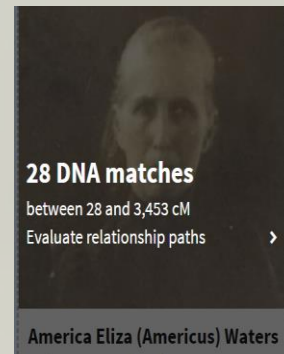 28 DNA matches
between 28 and 3,453 cM
Evaluate relationship paths ›
America Eliza (Americus) Waters